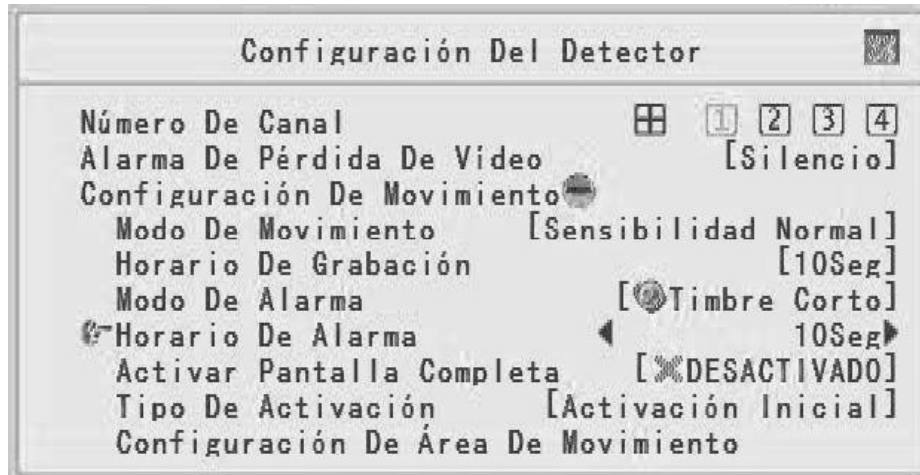 Configuración Del Detector
Número De Canal 1 2 3 4
Alarma De Pérdida De Vídeo [Silencio]
Configuración De Movimiento
Modo De Movimiento [Sensibilidad Normal]
Horario De Grabación [10Seg]
Modo De Alarma [Timbre Corto]
Horario De Alarma 10Seg
Activar Pantalla Completa [DESACTIVADO]
Tipo De Activación [Activación Inicial]
Configuración De Área De Movimiento